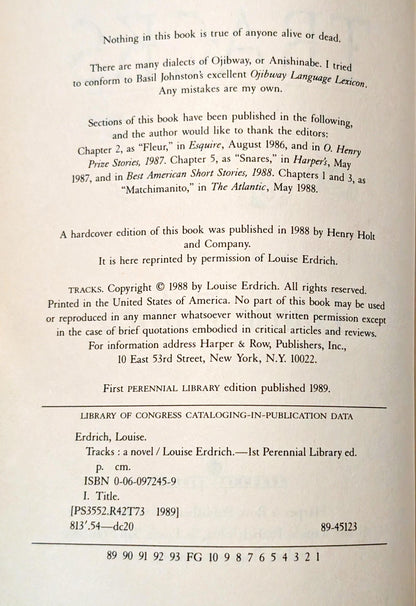 Nothing in this book is true of anyone alive or dead.
There are many dialects of Ojibway, or Anishinabe. I tried
to conform to Basil Johnston's excellent Ojibway Language Lexicon.
Any mistakes are my own.
Sections of this book have been published in the following,
and the author would like to thank the editors:
Chapter 2, as "Fleur," in Esquire, August 1986, and in O. Henry
Prize Stories, 1987. Chapter 5, as "Snares," in Harper's, May
1987, and in Best American Short Stories, 1988. Chapters 1 and 3, as
"Matchimanito," in The Atlantic, May 1988.
A hardcover edition of this book was published in 1988 by Henry Holt
and Company.
It is here reprinted by permission of Louise Erdrich.
TRACKS. Copyright © 1988 by Louise Erdrich. All rights reserved.
Printed in the United States of America. No part of this book may be used
or reproduced in any manner whatsoever without written permission except
in the case of brief quotations embodied in critical articles and reviews.
For information address Harper & Row, Publishers, Inc.,
10 East 53rd Street, New York, N.Y. 10022.
First PERENNIAL LIBRARY edition published 1989.
LIBRARY OF CONGRESS CATALOGING-IN-PUBLICATION DATA
Erdrich, Louise.
Tracks : a novel / Louise Erdrich.—1st Perennial Library ed.
p. cm.
ISBN 0-06-097245-9
I. Title.
[PS3552.R42T73 1989]
813'.54—dc20 89-45123
89 90 91 92 93 FG 10 9 8 7 6 5 4 3 2 1